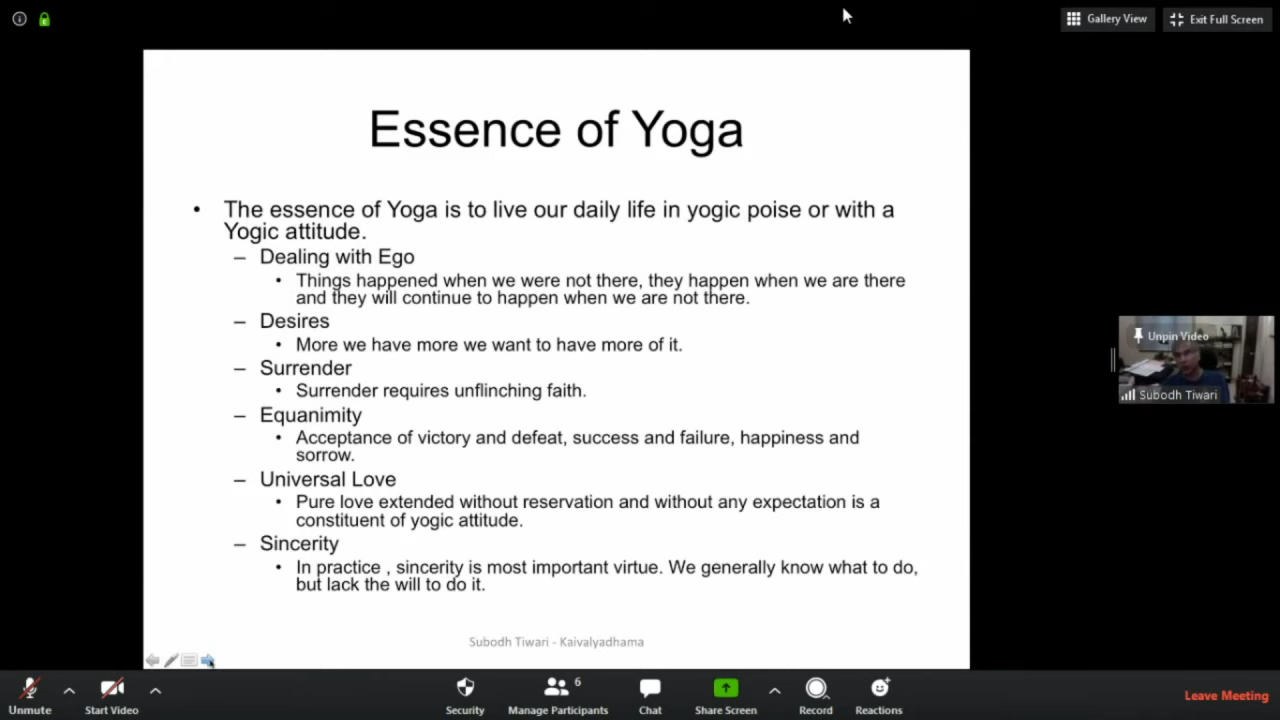 Gallery View
Exit Full Screen
Essence of Yoga
• The essence of Yoga is to live our daily life in yogic poise or with a
Yogic attitude.
– Dealing with Ego
• Things happened when we were not there, they happen when we are there
and they will continue to happen when we are not there.
– Desires
• More we have more we want to have more of it.
– Surrender
• Surrender requires unflinching faith.
– Equanimity
• Acceptance of victory and defeat, success and failure, happiness and
sorrow.
– Universal Love
• Pure love extended without reservation and without any expectation is a
constituent of yogic attitude.
– Sincerity
• In practice , sincerity is most important virtue. We generally know what to do,
but lack the will to do it.
Subodh Tiwari - Kaivalyadhama
Unpin Video
Subodh Tiwari
Unmute
Start Video
Security
6
Manage Participants
Chat
Share Screen
Record
Reactions
Leave Meeting